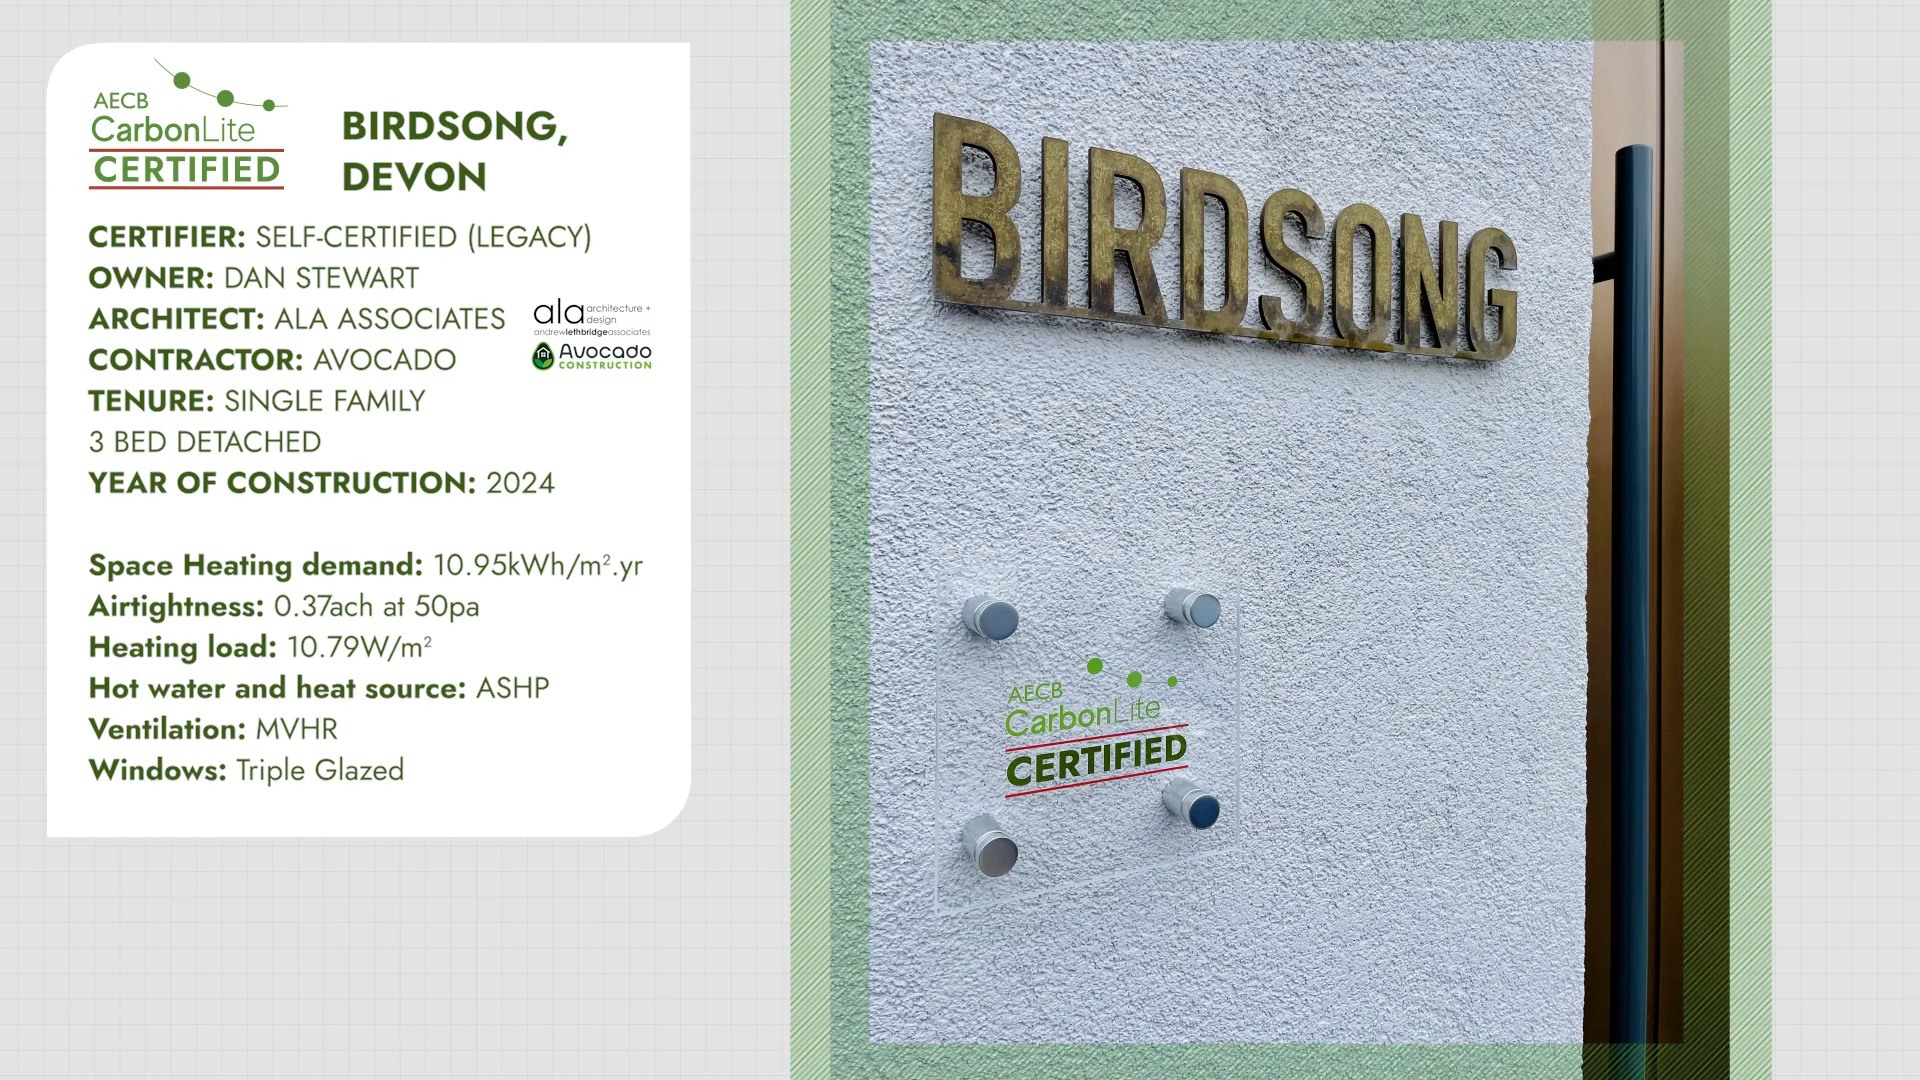 AECB
CarbonLite
CERTIFIED
BIRDSONG,
DEVON
CERTIFIER: SELF-CERTIFIED (LEGACY)
OWNER: DAN STEWART
ARCHITECT: ALA ASSOCIATES
ala architecture +
design
andrewlethbridgeassociates
CONTRACTOR: AVOCADO
Avocado
CONSTRUCTION
TENURE: SINGLE FAMILY
3 BED DETACHED
YEAR OF CONSTRUCTION: 2024
Space Heating demand: 10.95kWh/m².yr
Airtightness: 0.37ach at 50pa
Heating load: 10.79W/m²
Hot water and heat source: ASHP
Ventilation: MVHR
Windows: Triple Glazed
BIRDSONG
AECB
CarbonLite
CERTIFIED